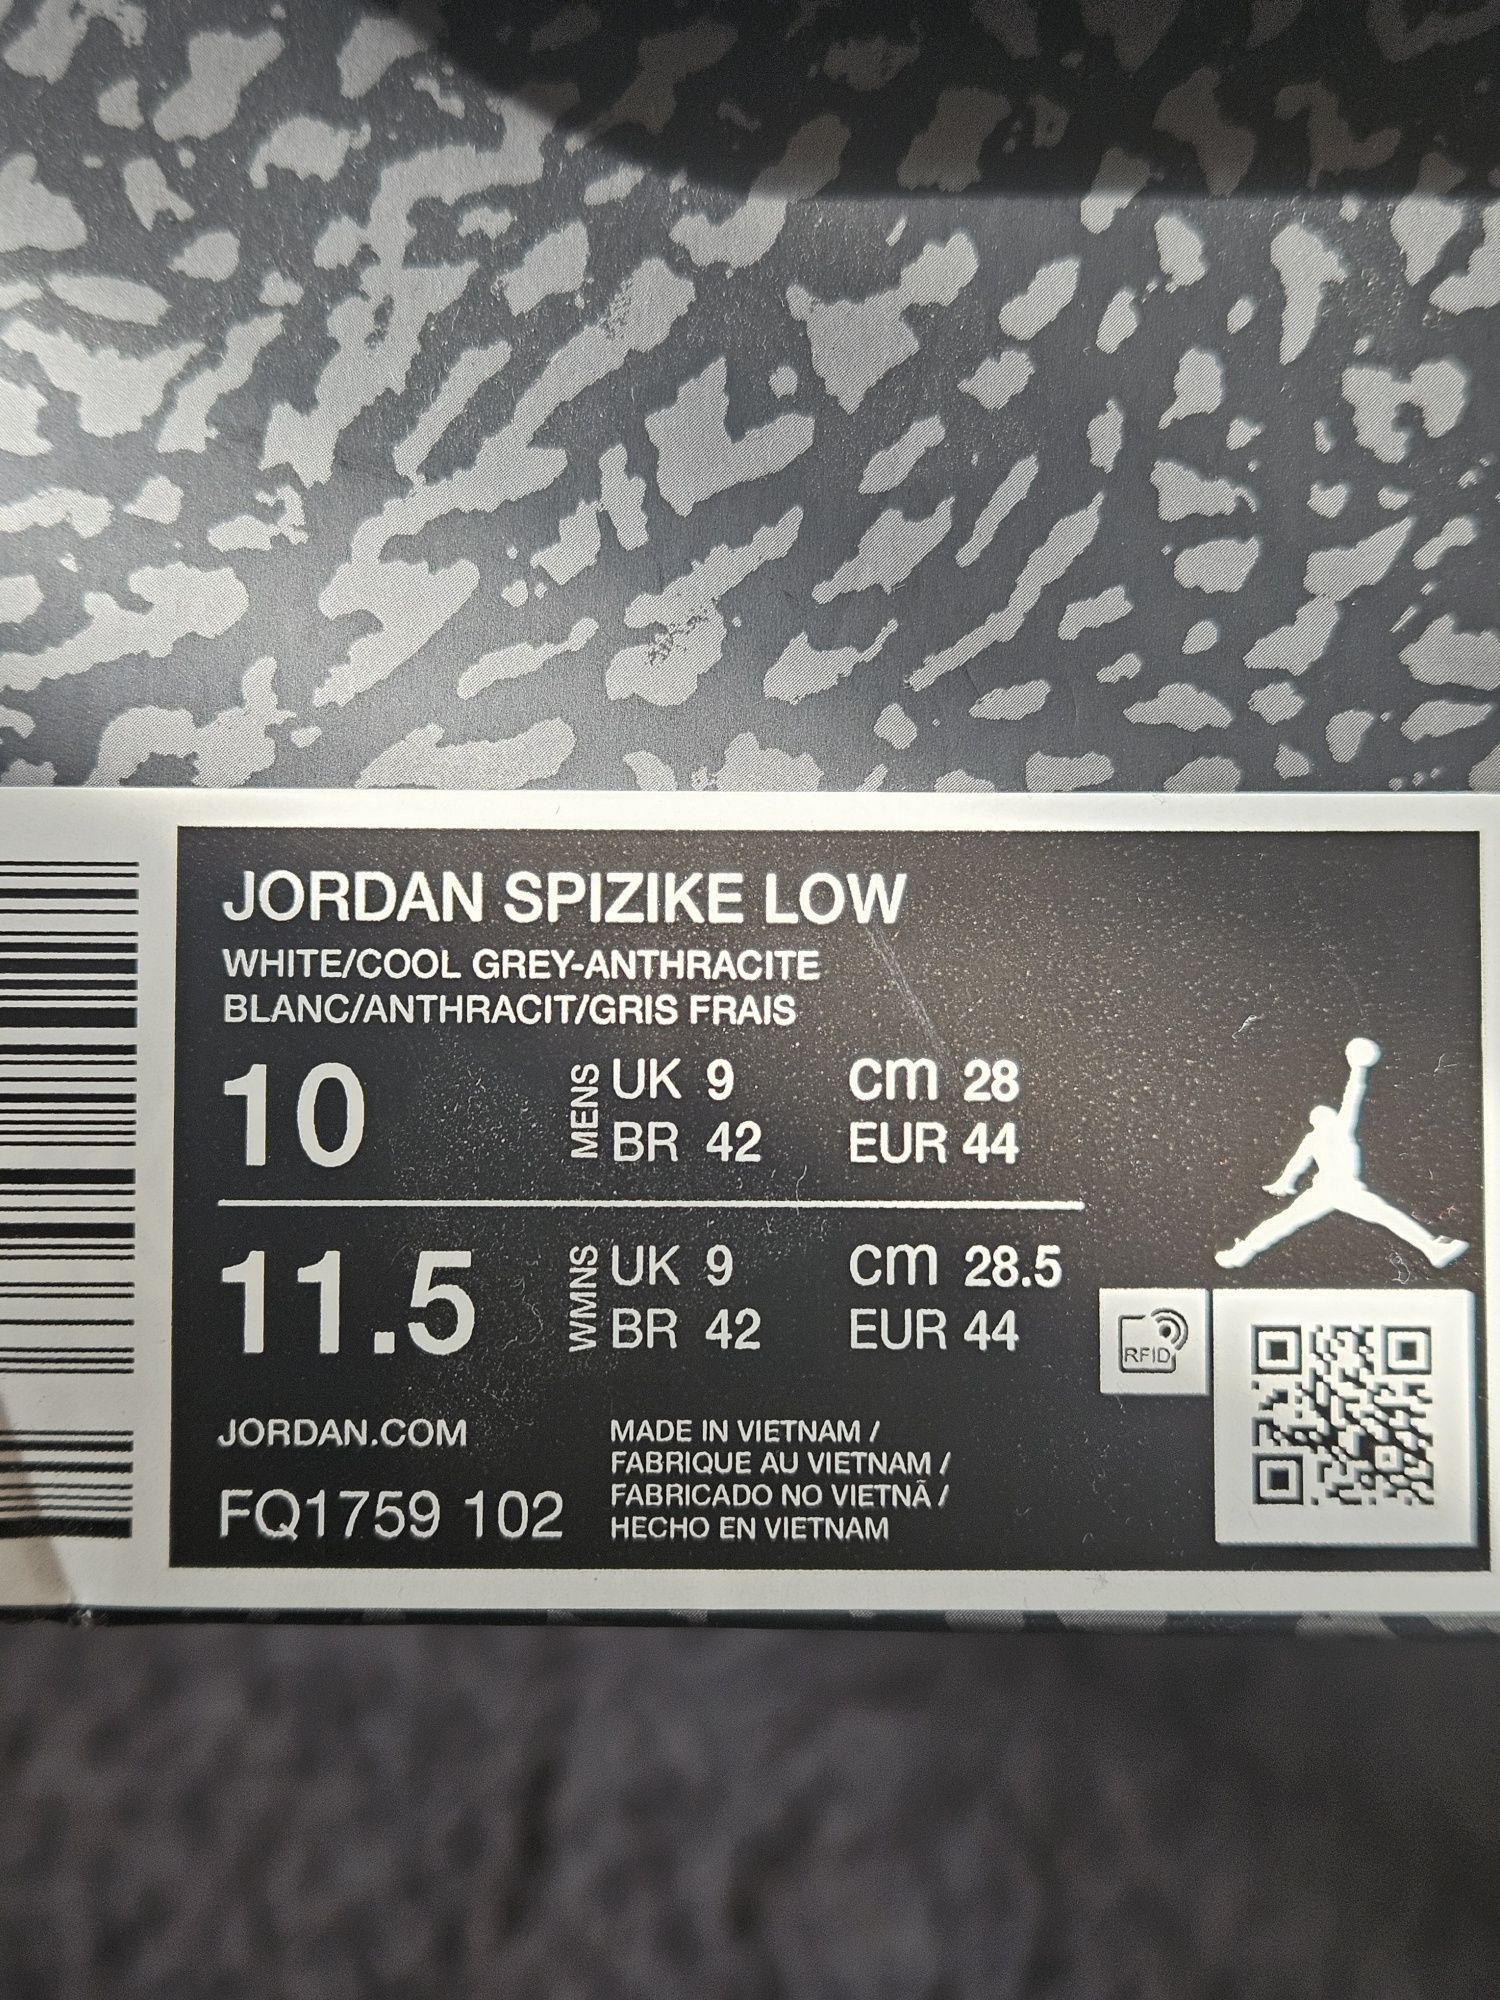 JORDAN SPIZIKE LOW
WHITE/COOL GREY-ANTHRACITE
BLANC/ANTHRACIT/GRIS FRAIS
10 MENS UK 9 cm 28
BR 42 EUR 44
11.5 WMNS UK 9 cm 28.5
BR 42 EUR 44
RFID
JORDAN.COM
FQ1759 102
MADE IN VIETNAM /
FABRIQUE AU VIETNAM /
FABRICADO NO VIETNÃ /
HECHO EN VIETNAM